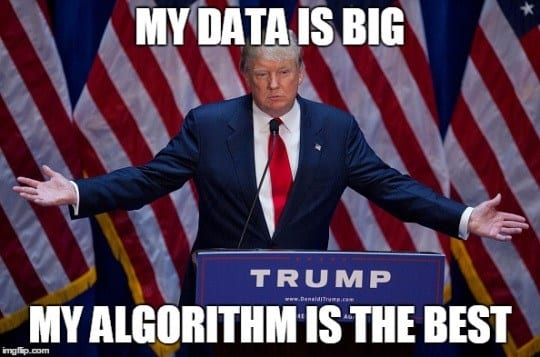 MY DATA IS BIG
TRUMP
www.DonaldJTrump.com
MY ALGORITHM IS THE BEST
imgflip.com